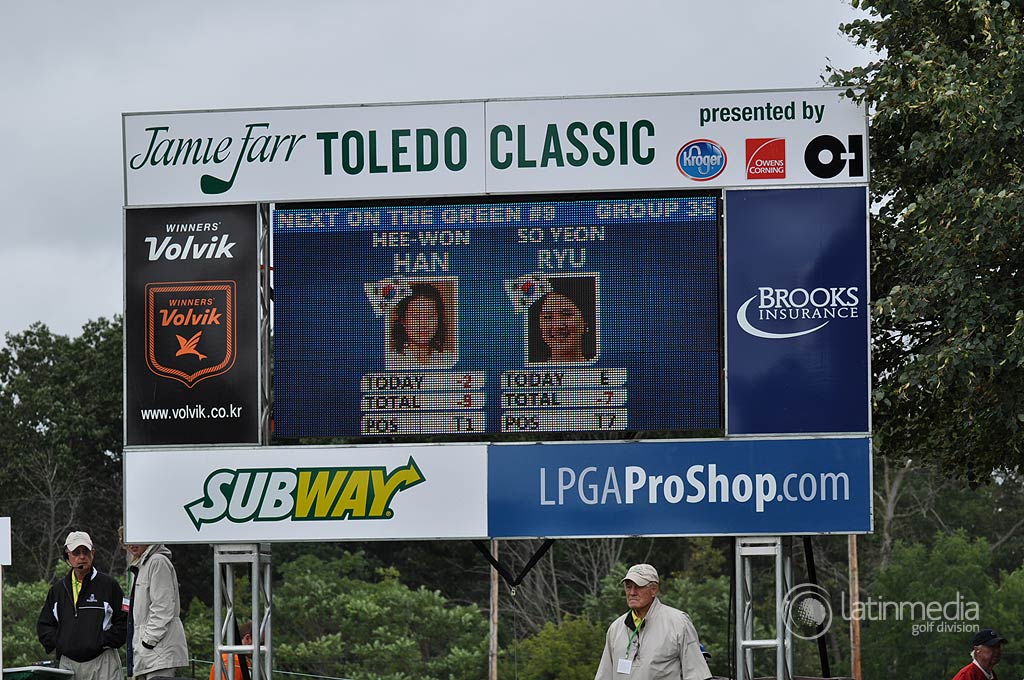 Jamie Farr TOLEDO CLASSIC
presented by
Kroger
OWENS
CORNING
O-I
WINNERS'
Volvik
WINNERS'
Volvik
www.volvik.co.kr
NEXT ON THE GREEN #8 GROUP 35
HEE-WON
HAN
SO YEON
RYU
TODAY -2
TOTAL -9
POS T1
TODAY E
TOTAL -7
POS T7
BROOKS
INSURANCE
SUBWAY
LPGAProShop.com
latinmedia
golf division